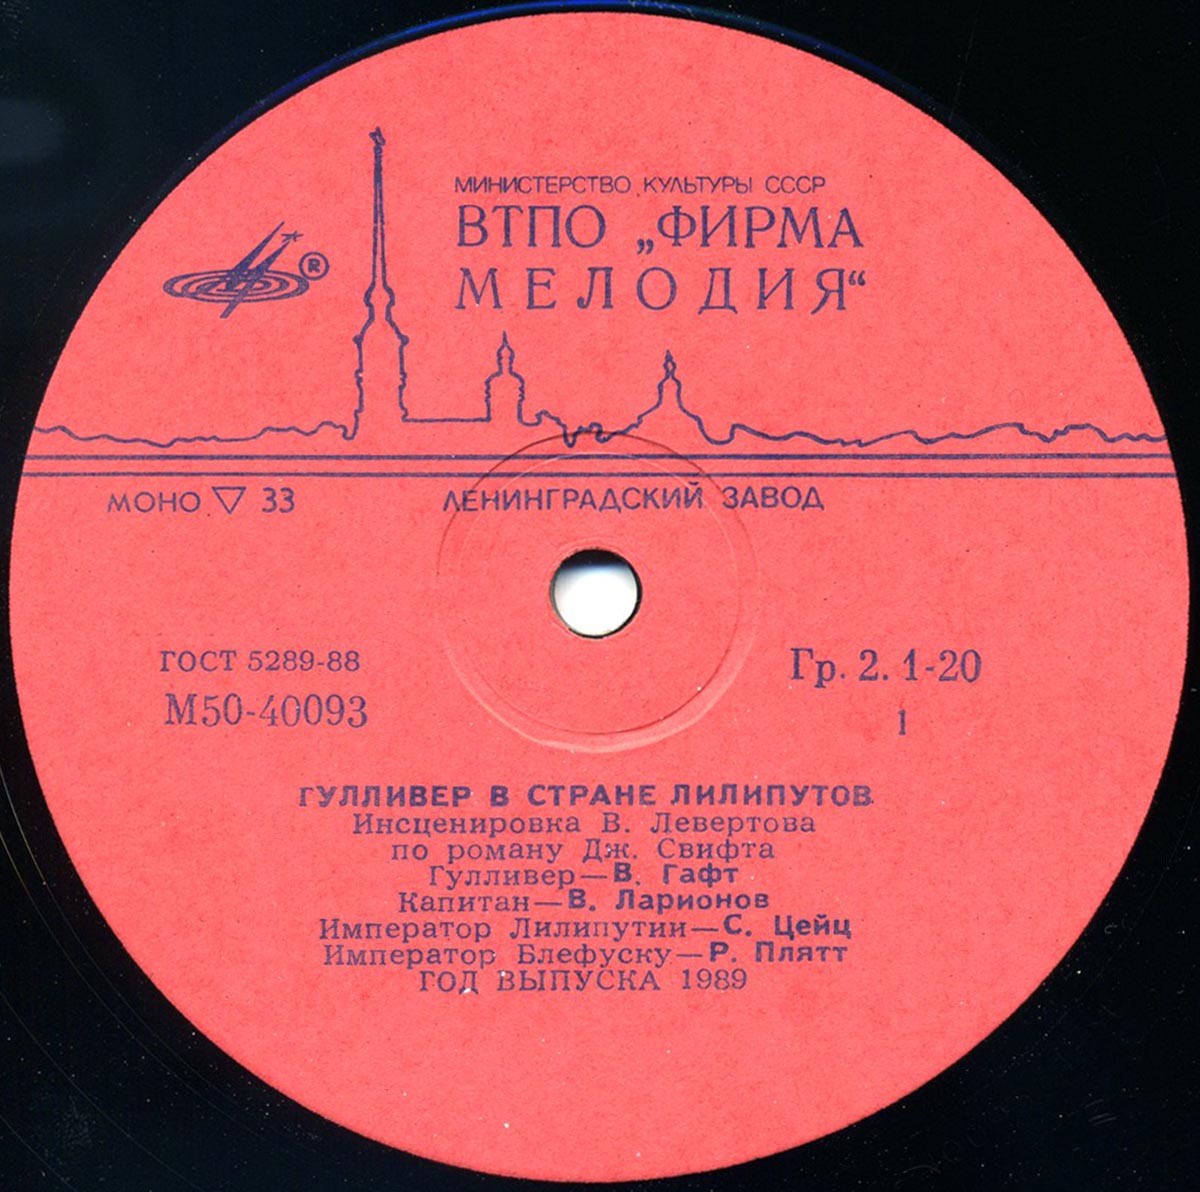 МИНИСТЕРСТВО КУЛЬТУРЫ СССР
ВТПО „ФИРМА
МЕЛОДИЯ“
®
МОНО ▽ 33
ЛЕНИНГРАДСКИЙ ЗАВОД
ГОСТ 5289-88
М50-40093
Гр. 2. 1-20
1
ГУЛЛИВЕР В СТРАНЕ ЛИЛИПУТОВ
Инсценировка В. Левертова
по роману Дж. Свифта
Гулливер—В. Гафт
Капитан—В. Ларионов
Император Лилипутии—С. Цейц
Император Блефуску—Р. Плятт
ГОД ВЫПУСКА 1989